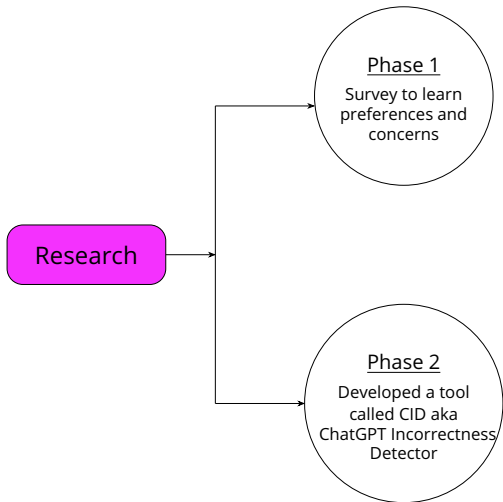 Phase 1
Survey to learn
preferences and
concerns
Research
Phase 2
Developed a tool
called CID aka
ChatGPT Incorrectness
Detector